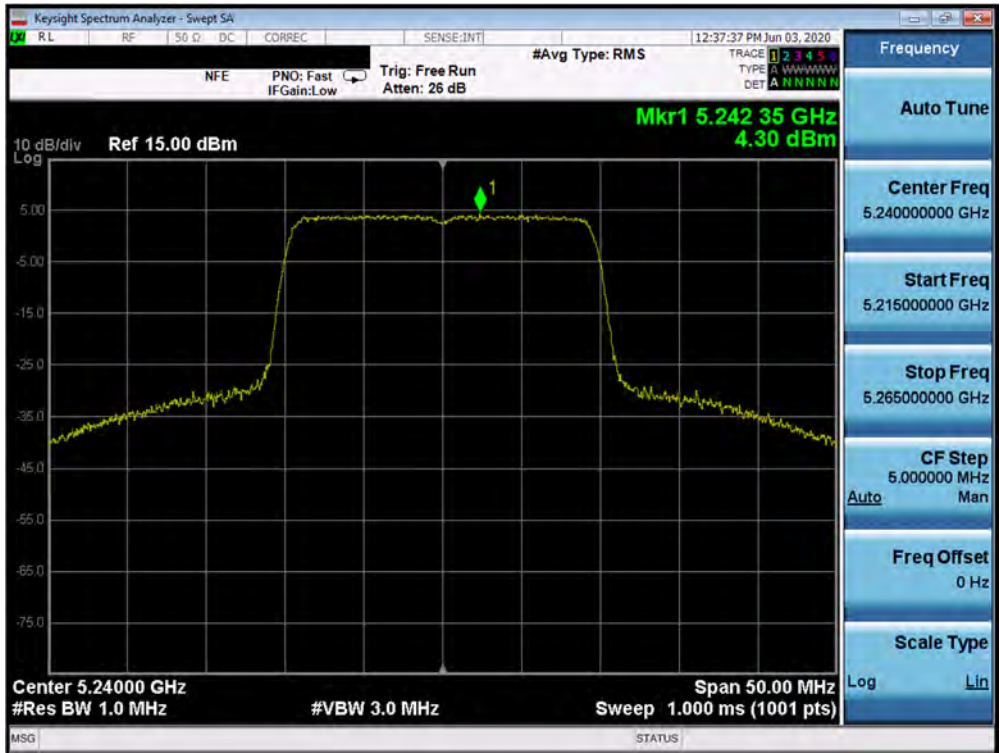 Keysight Spectrum Analyzer - Swept SA
LXI RL RF 50 Ω DC CORREC SENSE:INT 12:37:37 PM Jun 03, 2020
#Avg Type: RMS TRACE 1 2 3 4 5 6
NFE PNO: Fast Trig: Free Run TYPE A WWWWW
IFGain:Low Atten: 26 dB DET A N N N N N
Mkr1 5.242 35 GHz
4.30 dBm
10 dB/div Ref 15.00 dBm
Log
1
5.00
-5.00
-15.0
-25.0
-35.0
-45.0
-55.0
-65.0
-75.0
Center 5.24000 GHz Span 50.00 MHz
#Res BW 1.0 MHz #VBW 3.0 MHz Sweep 1.000 ms (1001 pts)
MSG STATUS
Frequency
Auto Tune
Center Freq
5.240000000 GHz
Start Freq
5.215000000 GHz
Stop Freq
5.265000000 GHz
CF Step
5.000000 MHz
Auto Man
Freq Offset
0 Hz
Scale Type
Log Lin